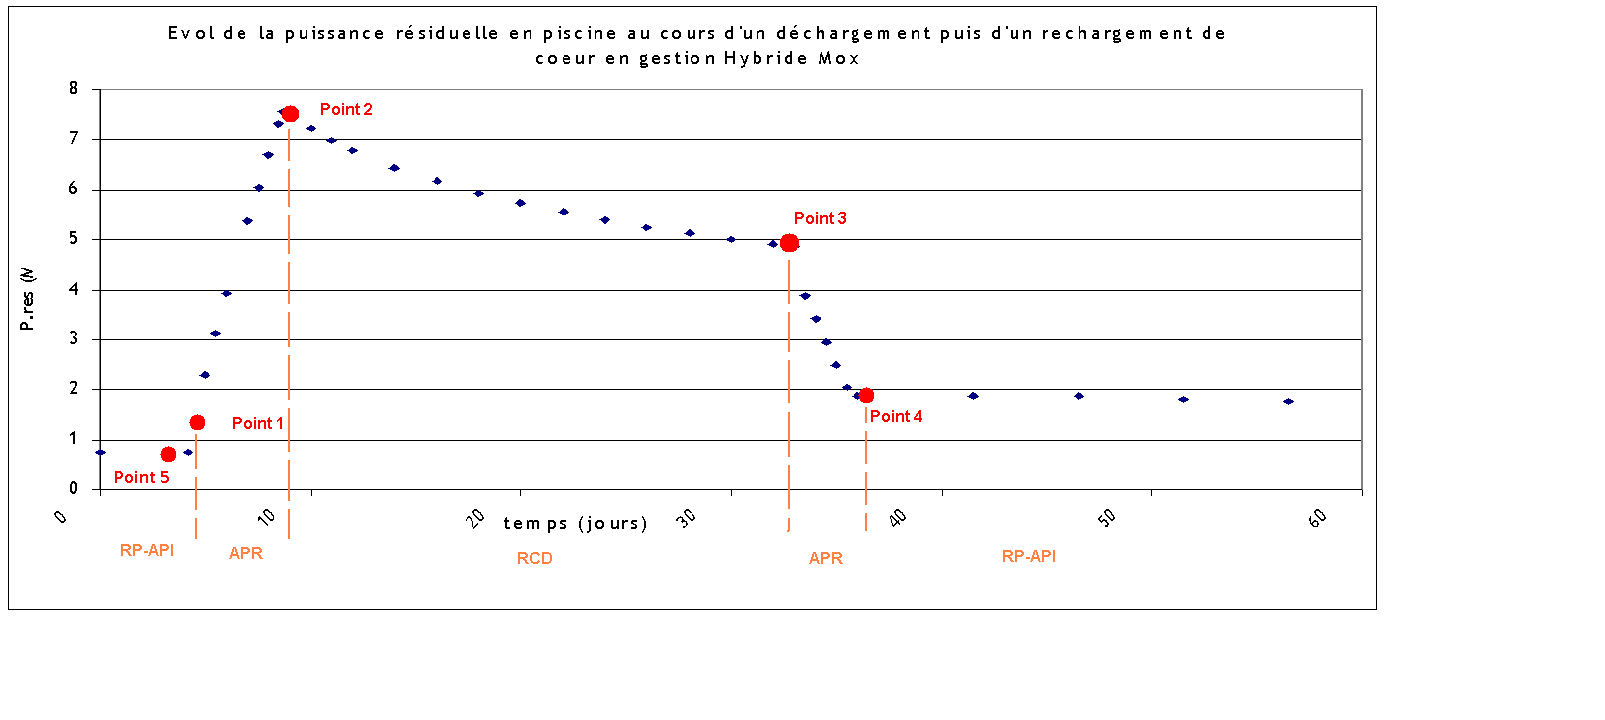 Evol de la puissance résiduelle en piscine au cours d'un déchargement puis d'un rechargement de
coeur en gestion Hybride Mox
8
Point 2
7
6
Point 3
5
P.res (
4
3
2
Point 4
1
Point 1
Point 5
0
0
10
20
temps (jours)
30
40
50
60
RP-API
APR
RCD
APR
RP-API